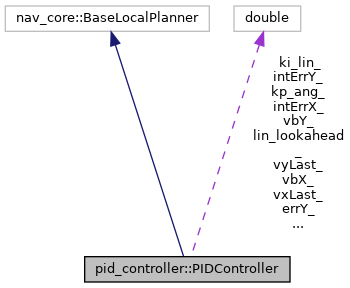 nav_core::BaseLocalPlanner
double
ki_lin_
intErrY_
kp_ang_
intErrX_
vbY_
lin_lookahead
_
vyLast_
vbX_
vxLast_
errY_
...
pid_controller::PIDController